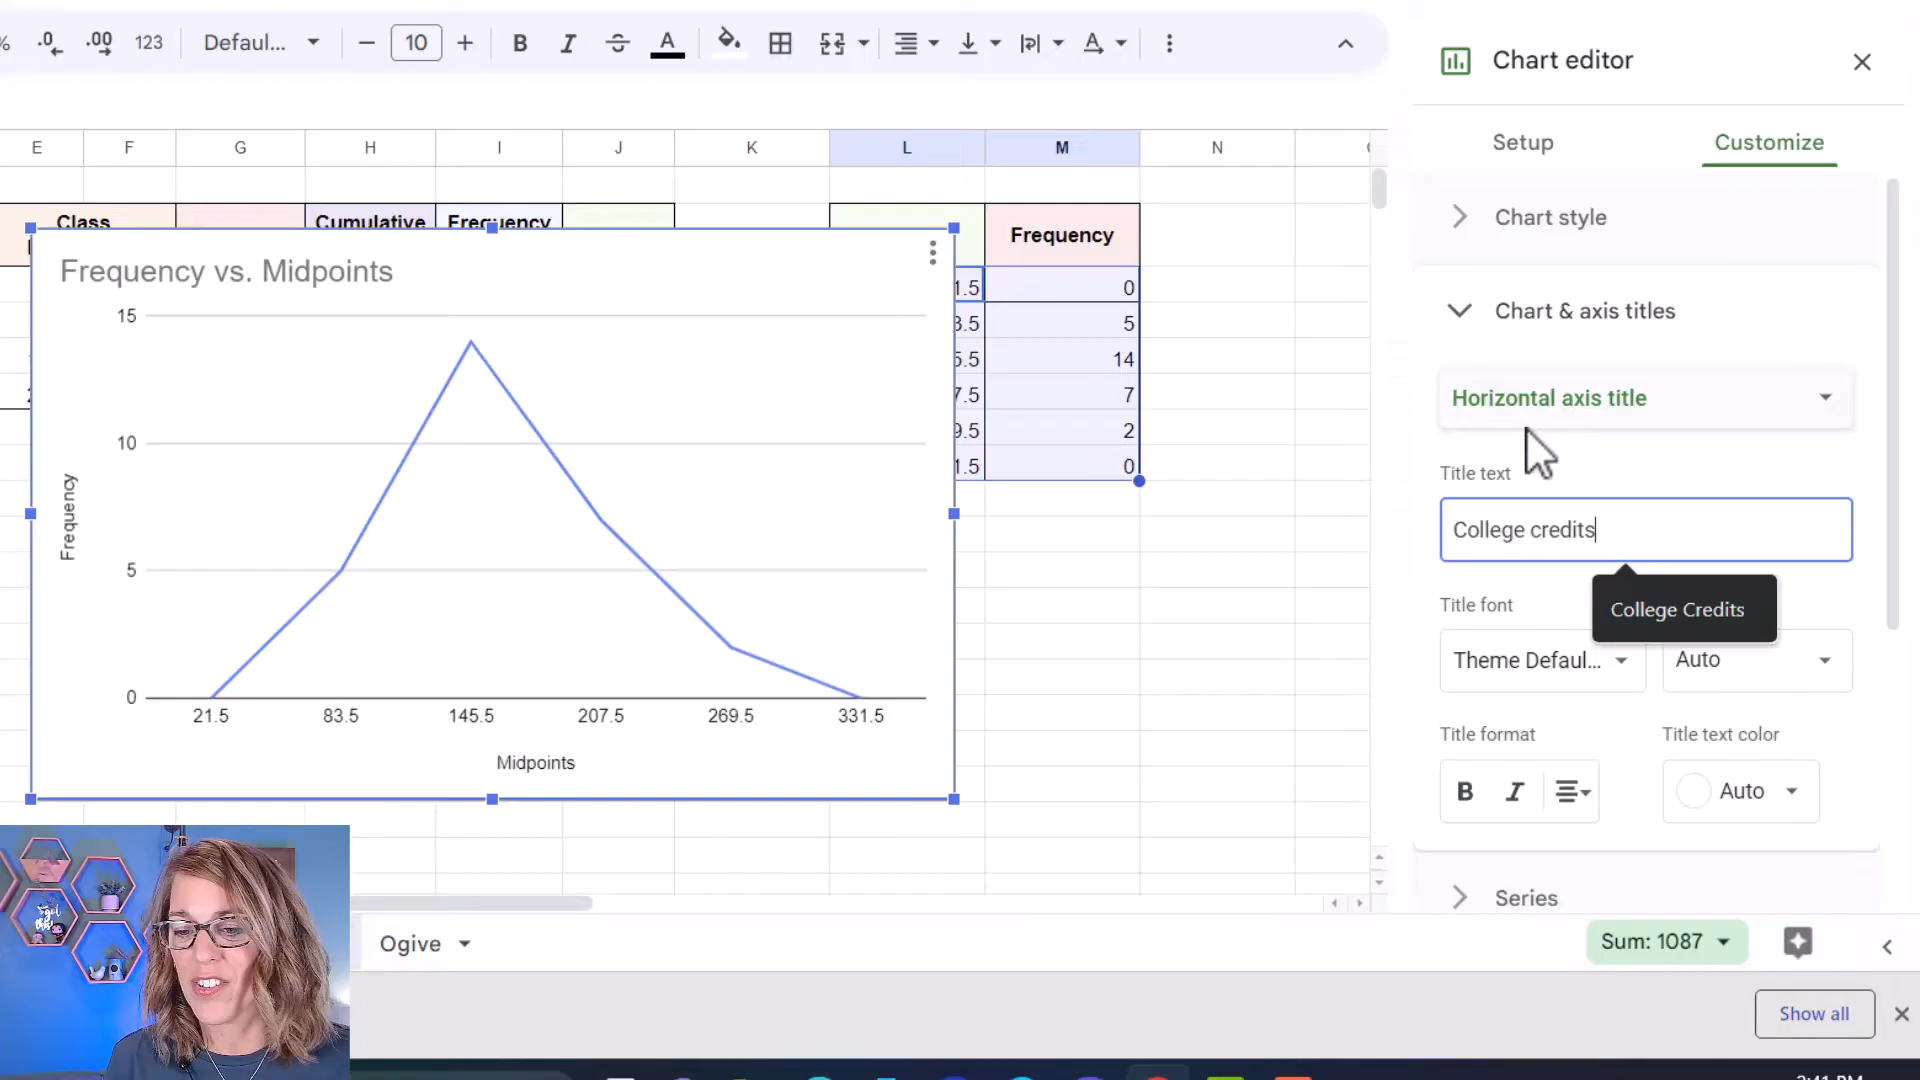 %
.0
.00
123
Defaul...
10
B
I
A
A
Chart editor
Setup
Customize
E
F
G
H
I
J
K
L
M
N
Class
Cumulative
Frequency
Frequency
1.5
0
3.5
5
5.5
14
7.5
7
9.5
2
1.5
0
Frequency vs. Midpoints
15
10
5
0
Frequency
21.5
83.5
145.5
207.5
269.5
331.5
Midpoints
Chart style
Chart & axis titles
Horizontal axis title
Title text
College credits
College Credits
Title font
Theme Defaul...
Auto
Title format
Title text color
B
I
Auto
Series
Ogive
Sum: 1087
Show all